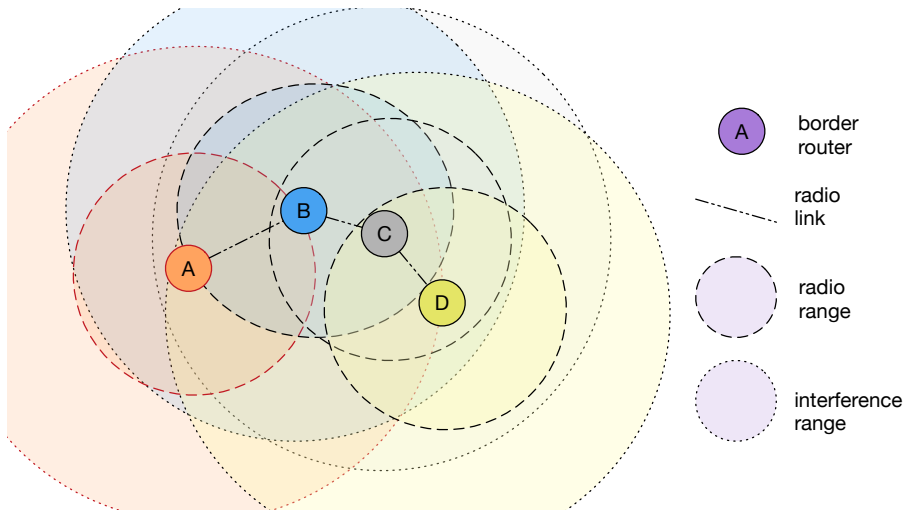 A
B
C
D
A
border
router
radio
link
radio
range
interference
range